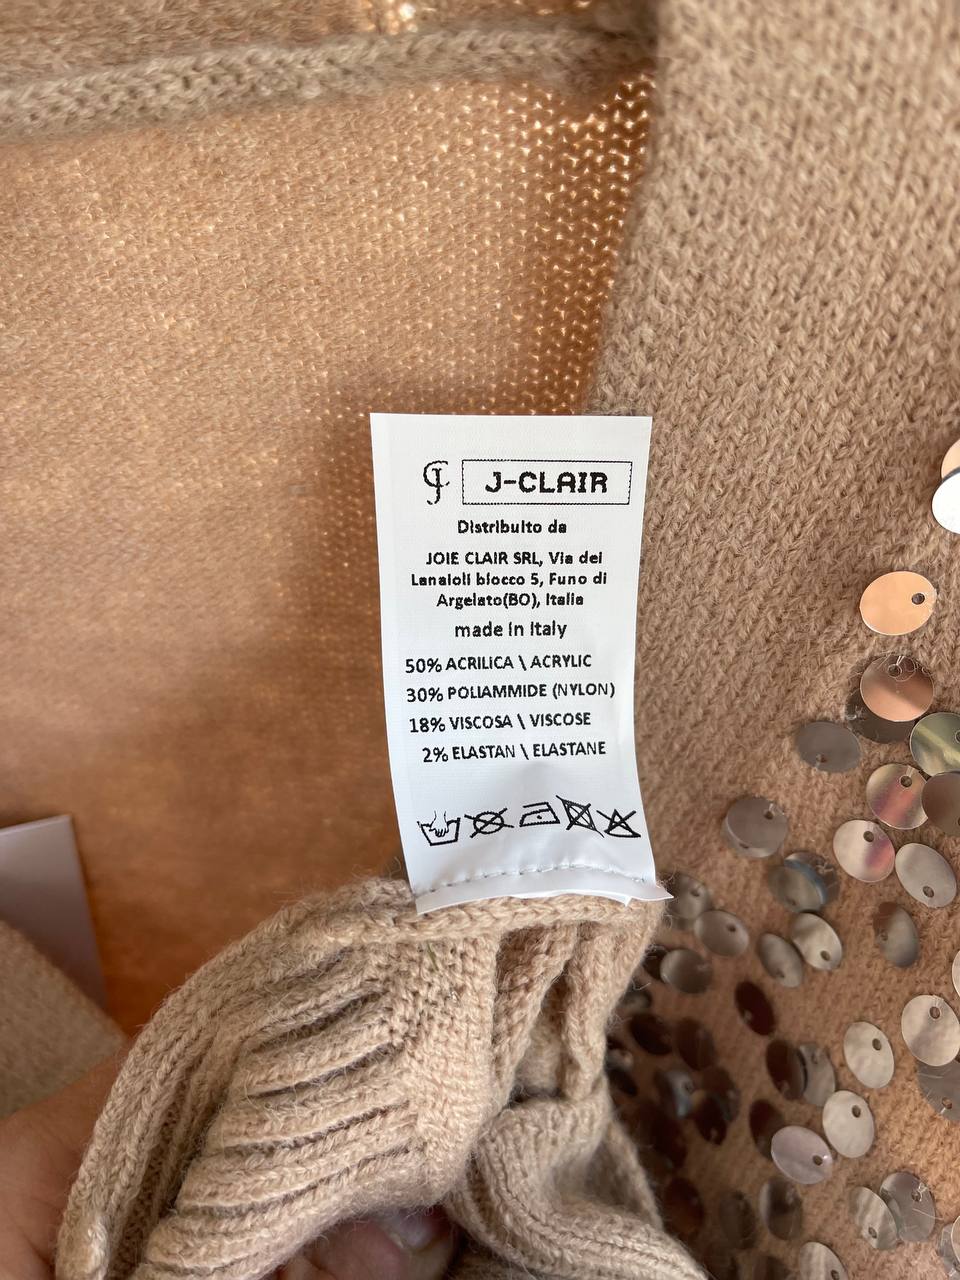 J-CLAIR
Distribuito da
JOIE CLAIR SRL, Via dei
Lanaioli blocco 5, Funo di
Argelato(BO), Italia
made in Italy
50% ACRILICA \ ACRYLIC
30% POLIAMMIDE (NYLON)
18% VISCOSA \ VISCOSE
2% ELASTAN \ ELASTANE